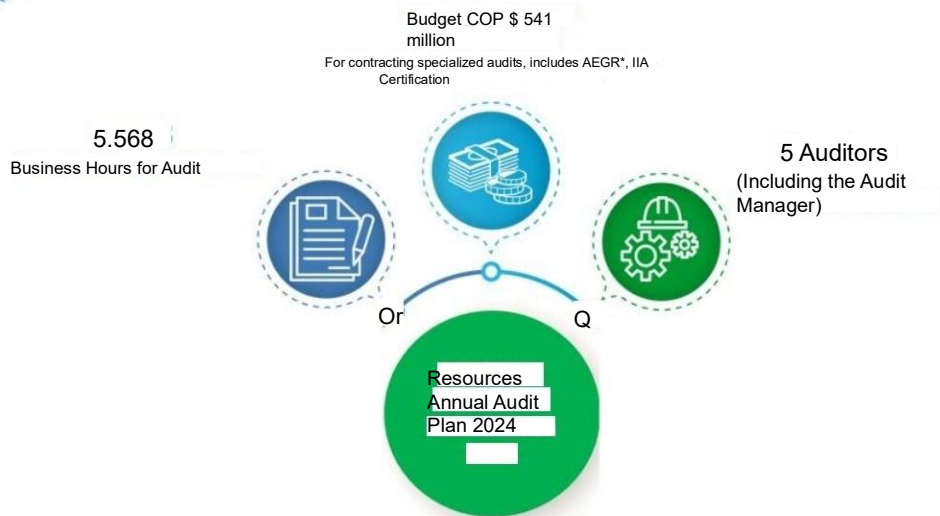 Budget COP $ 541
million
For contracting specialized audits, includes AEGR*, IIA
Certification
5.568
Business Hours for Audit
5 Auditors
(Including the Audit
Manager)
Or
Q
Resources
Annual Audit
Plan 2024